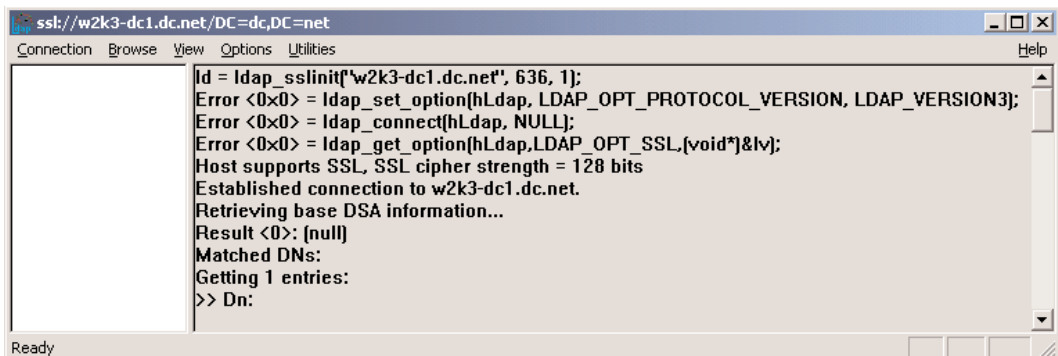 ssl://w2k3-dc1.dc.net/DC=dc,DC=net
Connection Browse View Options Utilities Help
ld = ldap_sslinit("w2k3-dc1.dc.net", 636, 1);
Error <0x0> = ldap_set_option(hLdap, LDAP_OPT_PROTOCOL_VERSION, LDAP_VERSION3);
Error <0x0> = ldap_connect(hLdap, NULL);
Error <0x0> = ldap_get_option(hLdap,LDAP_OPT_SSL,(void*)&lv);
Host supports SSL, SSL cipher strength = 128 bits
Established connection to w2k3-dc1.dc.net.
Retrieving base DSA information...
Result <0>: (null)
Matched DNs:
Getting 1 entries:
>> Dn:
Ready